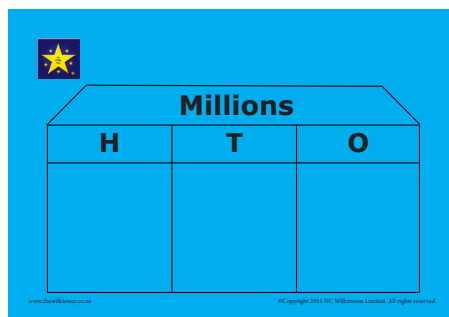 Millions
H T O
www.thewilkieway.co.nz ©Copyright 2014 NC Wilkinsons Limited. All rights reserved.